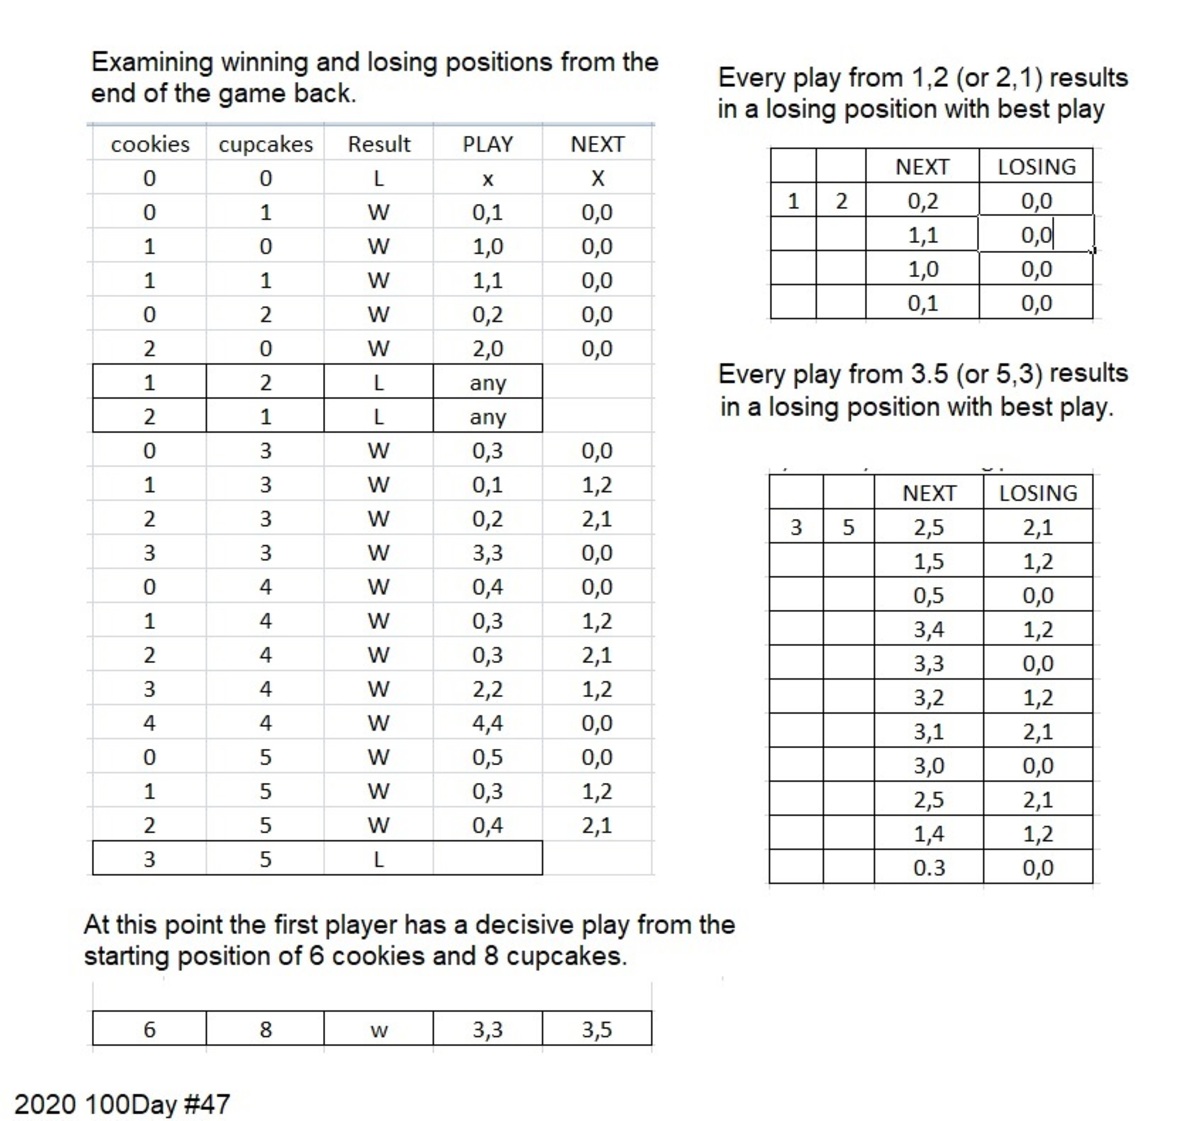 Examining winning and losing positions from the
end of the game back.
cookies cupcakes Result PLAY NEXT
0 0 L x X
0 1 W 0,1 0,0
1 0 W 1,0 0,0
1 1 W 1,1 0,0
0 2 W 0,2 0,0
2 0 W 2,0 0,0
1 2 L any
2 1 L any
0 3 W 0,3 0,0
1 3 W 0,1 1,2
2 3 W 0,2 2,1
3 3 W 3,3 0,0
0 4 W 0,4 0,0
1 4 W 0,3 1,2
2 4 W 0,3 2,1
3 4 W 2,2 1,2
4 4 W 4,4 0,0
0 5 W 0,5 0,0
1 5 W 0,3 1,2
2 5 W 0,4 2,1
3 5 L
Every play from 1,2 (or 2,1) results
in a losing position with best play
NEXT LOSING
1 2 0,2 0,0
1,1 0,0
1,0 0,0
0,1 0,0
Every play from 3.5 (or 5,3) results
in a losing position with best play.
NEXT LOSING
3 5 2,5 2,1
1,5 1,2
0,5 0,0
3,4 1,2
3,3 0,0
3,2 1,2
3,1 2,1
3,0 0,0
2,5 2,1
1,4 1,2
0.3 0,0
At this point the first player has a decisive play from the
starting position of 6 cookies and 8 cupcakes.
6 8 w 3,3 3,5
2020 100Day #47